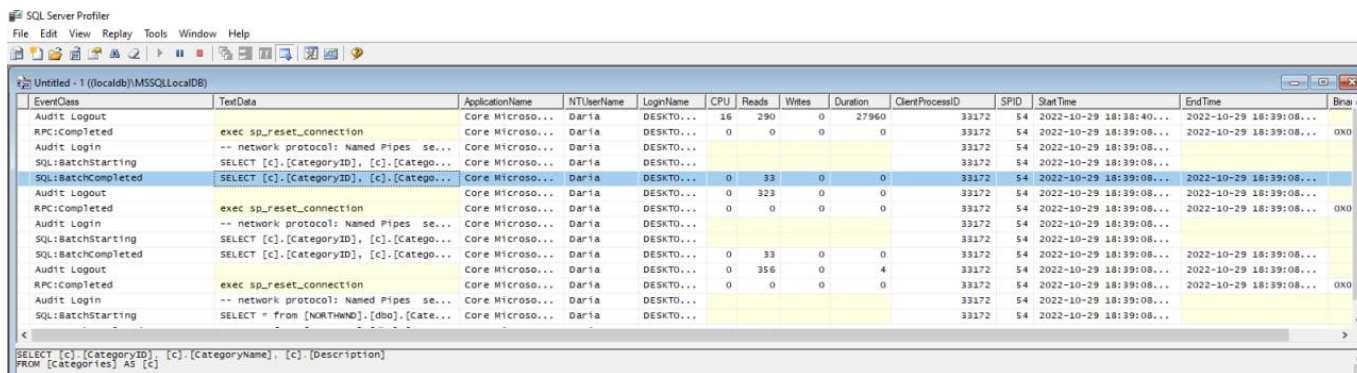 SQL Server Profiler
File Edit View Replay Tools Window Help
Untitled - 1 ((localdb)\MSSQLLocalDB)
EventClass TextData ApplicationName NTUserName LoginName CPU Reads Writes Duration ClientProcessID SPID StartTime EndTime Binar
Audit Logout Core Microso... Daria DESKTO... 16 290 0 27960 33172 54 2022-10-29 18:38:40... 2022-10-29 18:39:08...
RPC:Completed exec sp_reset_connection Core Microso... Daria DESKTO... 0 0 0 0 33172 54 2022-10-29 18:39:08... 2022-10-29 18:39:08... 0X0
Audit Login -- network protocol: Named Pipes se... Core Microso... Daria DESKTO... 33172 54 2022-10-29 18:39:08...
SQL:BatchStarting SELECT [c].[CategoryID], [c].[Catego... Core Microso... Daria DESKTO... 33172 54 2022-10-29 18:39:08...
SQL:BatchCompleted SELECT [c].[CategoryID], [c].[Catego... Core Microso... Daria DESKTO... 0 33 0 0 33172 54 2022-10-29 18:39:08... 2022-10-29 18:39:08...
Audit Logout Core Microso... Daria DESKTO... 0 323 0 0 33172 54 2022-10-29 18:39:08... 2022-10-29 18:39:08...
RPC:Completed exec sp_reset_connection Core Microso... Daria DESKTO... 0 0 0 0 33172 54 2022-10-29 18:39:08... 2022-10-29 18:39:08... 0X0
Audit Login -- network protocol: Named Pipes se... Core Microso... Daria DESKTO... 33172 54 2022-10-29 18:39:08...
SQL:BatchStarting SELECT [c].[CategoryID], [c].[Catego... Core Microso... Daria DESKTO... 33172 54 2022-10-29 18:39:08...
SQL:BatchCompleted SELECT [c].[CategoryID], [c].[Catego... Core Microso... Daria DESKTO... 0 33 0 0 33172 54 2022-10-29 18:39:08... 2022-10-29 18:39:08...
Audit Logout Core Microso... Daria DESKTO... 0 356 0 4 33172 54 2022-10-29 18:39:08... 2022-10-29 18:39:08...
RPC:Completed exec sp_reset_connection Core Microso... Daria DESKTO... 0 0 0 0 33172 54 2022-10-29 18:39:08... 2022-10-29 18:39:08... 0X0
Audit Login -- network protocol: Named Pipes se... Core Microso... Daria DESKTO... 33172 54 2022-10-29 18:39:08...
SQL:BatchStarting SELECT * from [NORTHWND].[dbo].[Cate... Core Microso... Daria DESKTO... 33172 54 2022-10-29 18:39:08...
SELECT [c].[CategoryID], [c].[CategoryName], [c].[Description]
FROM [Categories] AS [c]